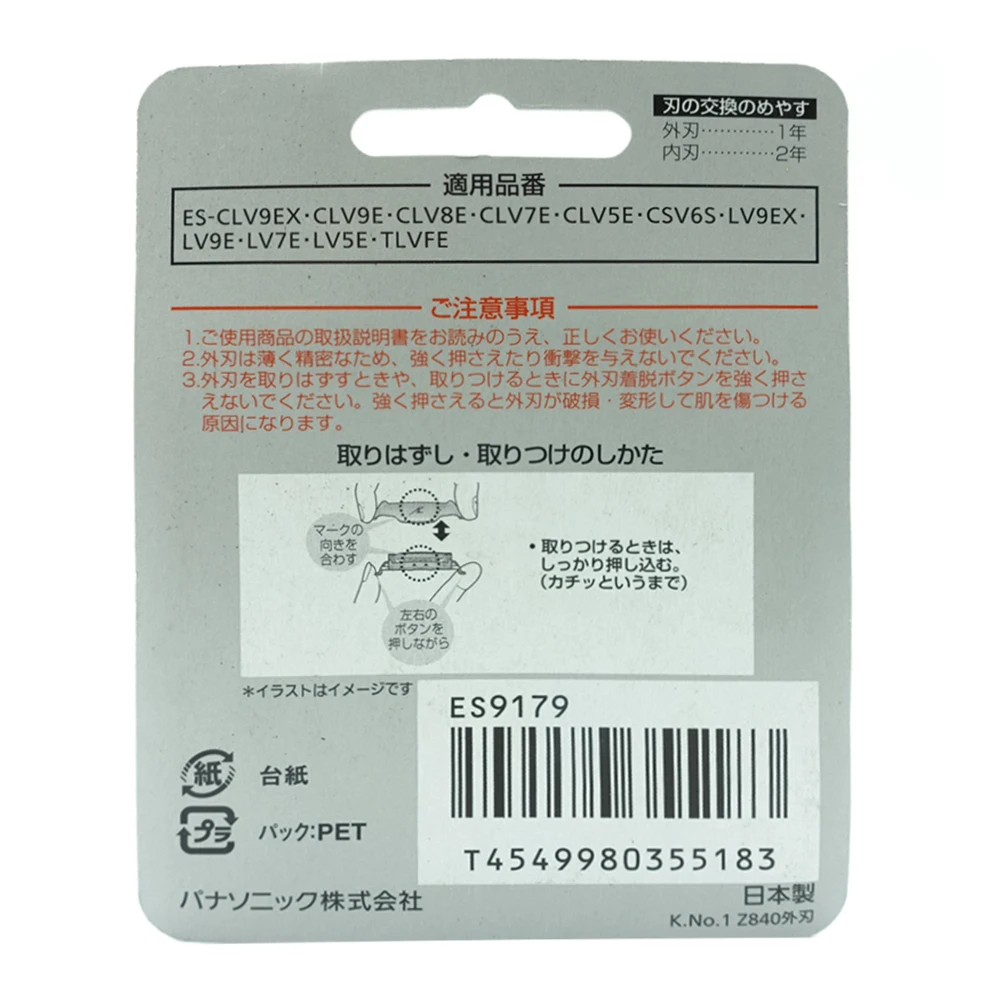 刃の交換のめやす
外刃…………1年
内刃…………2年
適用品番
ES-CLV9EX・CLV9E・CLV8E・CLV7E・CLV5E・CSV6S・LV9EX・
LV9E・LV7E・LV5E・TLVFE
ご注意事項
1.ご使用商品の取扱説明書をお読みのうえ、正しくお使いください。
2.外刃は薄く精密なため、強く押さえたり衝撃を与えないでください。
3.外刃を取りはずすときや、取りつけるときに外刃着脱ボタンを強く押さ
えないでください。強く押さえると外刃が破損・変形して肌を傷つける
原因になります。
取りはずし・取りつけのしかた
マークの
向きを
合わす
・取りつけるときは、
しっかり押し込む。
(カチッというまで)
左右の
ボタンを
押しながら
*イラストはイメージです
ES9179
T4549980355183
紙
台紙
プラ
パック:PET
パナソニック株式会社
日本製
K.No.1 Z840外刃